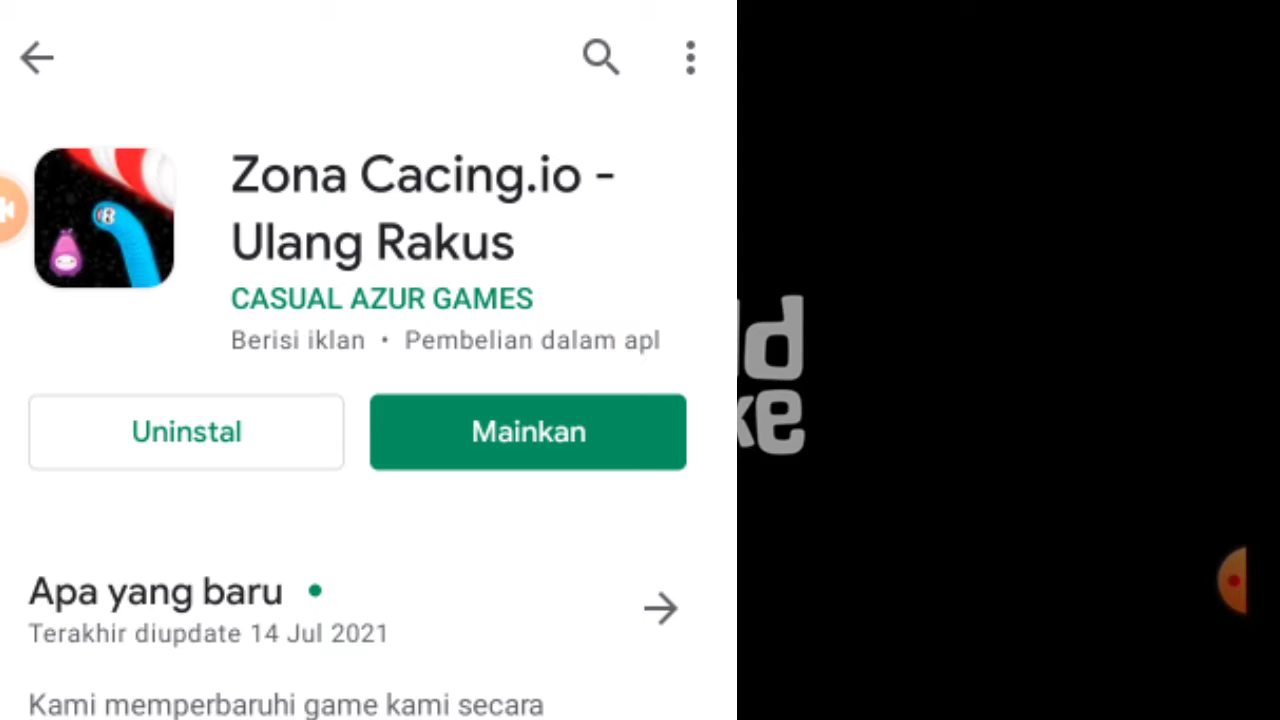 Zona Cacing.io -
Ulang Rakus
CASUAL AZUR GAMES
Berisi iklan • Pembelian dalam apl
Uninstal
Mainkan
Apa yang baru
Terakhir diupdate 14 Jul 2021
Kami memperbaruhi game kami secara